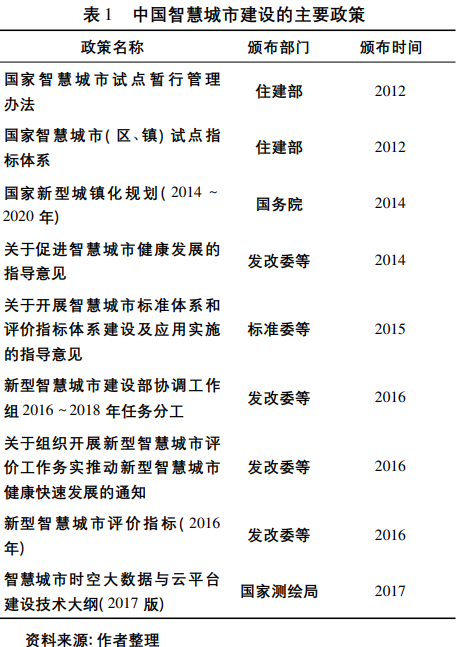 表 1 中国智慧城市建设的主要政策
政策名称 颁布部门 颁布时间
国家智慧城市试点暂行管理
办法
住建部 2012
国家智慧城市( 区、镇) 试点指
标体系
住建部 2012
国家新型城镇化规划( 2014 ~
2020 年)
国务院 2014
关于促进智慧城市健康发展的
指导意见
发改委等 2014
关于开展智慧城市标准体系和
评价指标体系建设及应用实施
的指导意见
标准委等 2015
新型智慧城市建设部协调工作
组 2016 ~ 2018 年任务分工
发改委等 2016
关于组织开展新型智慧城市评
价工作务实推动新型智慧城市
健康快速发展的通知
发改委等 2016
新型智慧城市评价指标( 2016
年)
发改委等 2016
智慧城市时空大数据与云平台
建设技术大纲( 2017 版)
国家测绘局 2017
资料来源: 作者整理